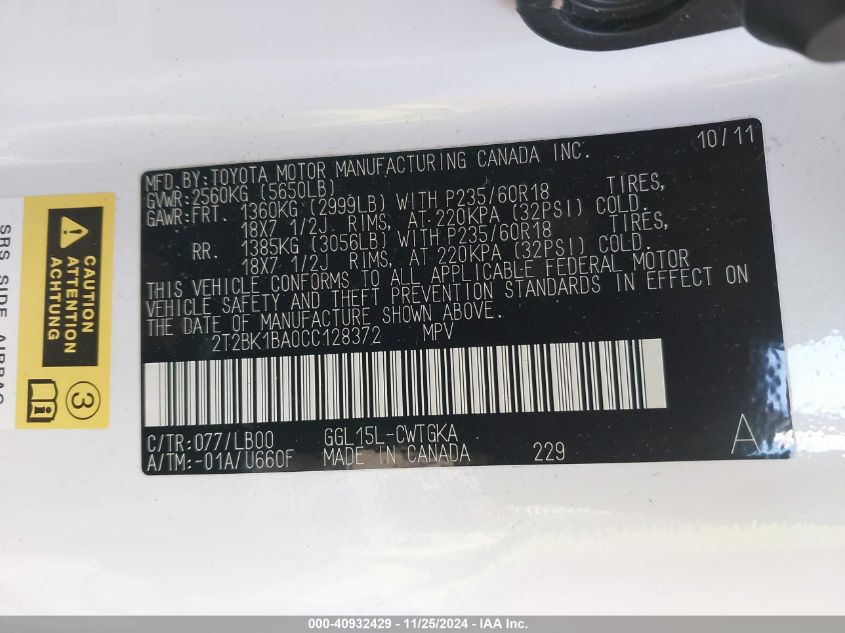 MFD.BY:TOYOTA MOTOR MANUFACTURING CANADA INC. 10/11
GVWR:2560KG (5650LB)
GAWR:FRT. 1360KG (2999LB) WITH P235/60R18 TIRES,
18X7 1/2J. RIMS, AT 220KPA (32PSI) COLD.
RR. 1385KG (3056LB) WITH P235/60R18 TIRES,
18X7 1/2J RIMS, AT 220KPA (32PSI) COLD.
THIS VEHICLE CONFORMS TO ALL APPLICABLE FEDERAL MOTOR
VEHICLE SAFETY AND THEFT PREVENTION STANDARDS IN EFFECT ON
THE DATE OF MANUFACTURE SHOWN ABOVE.
2T2BK1BA0CC128372 MPV
C/TR:077/LB00 GGL15L-CWTGKA A
A/TM:-01A/U660F MADE IN CANADA 229
CAUTION
ATTENTION
ACHTUNG
3
SRS SIDE AIRBAG
000-40932429 - 11/25/2024 - IAA Inc.